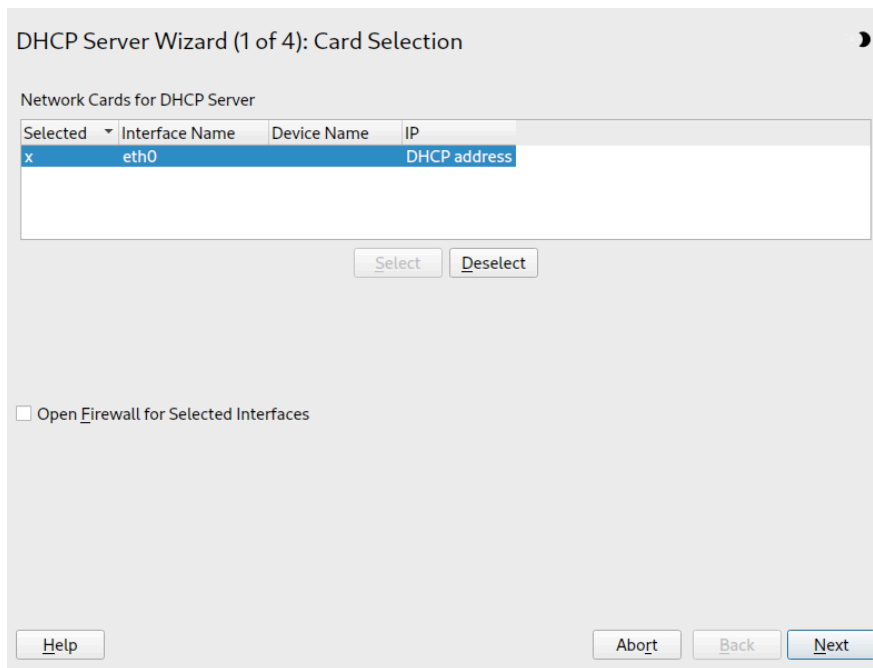 DHCP Server Wizard (1 of 4): Card Selection
Network Cards for DHCP Server
Selected Interface Name Device Name IP
x eth0 DHCP address
Select Deselect
Open Firewall for Selected Interfaces
Help Abort Back Next